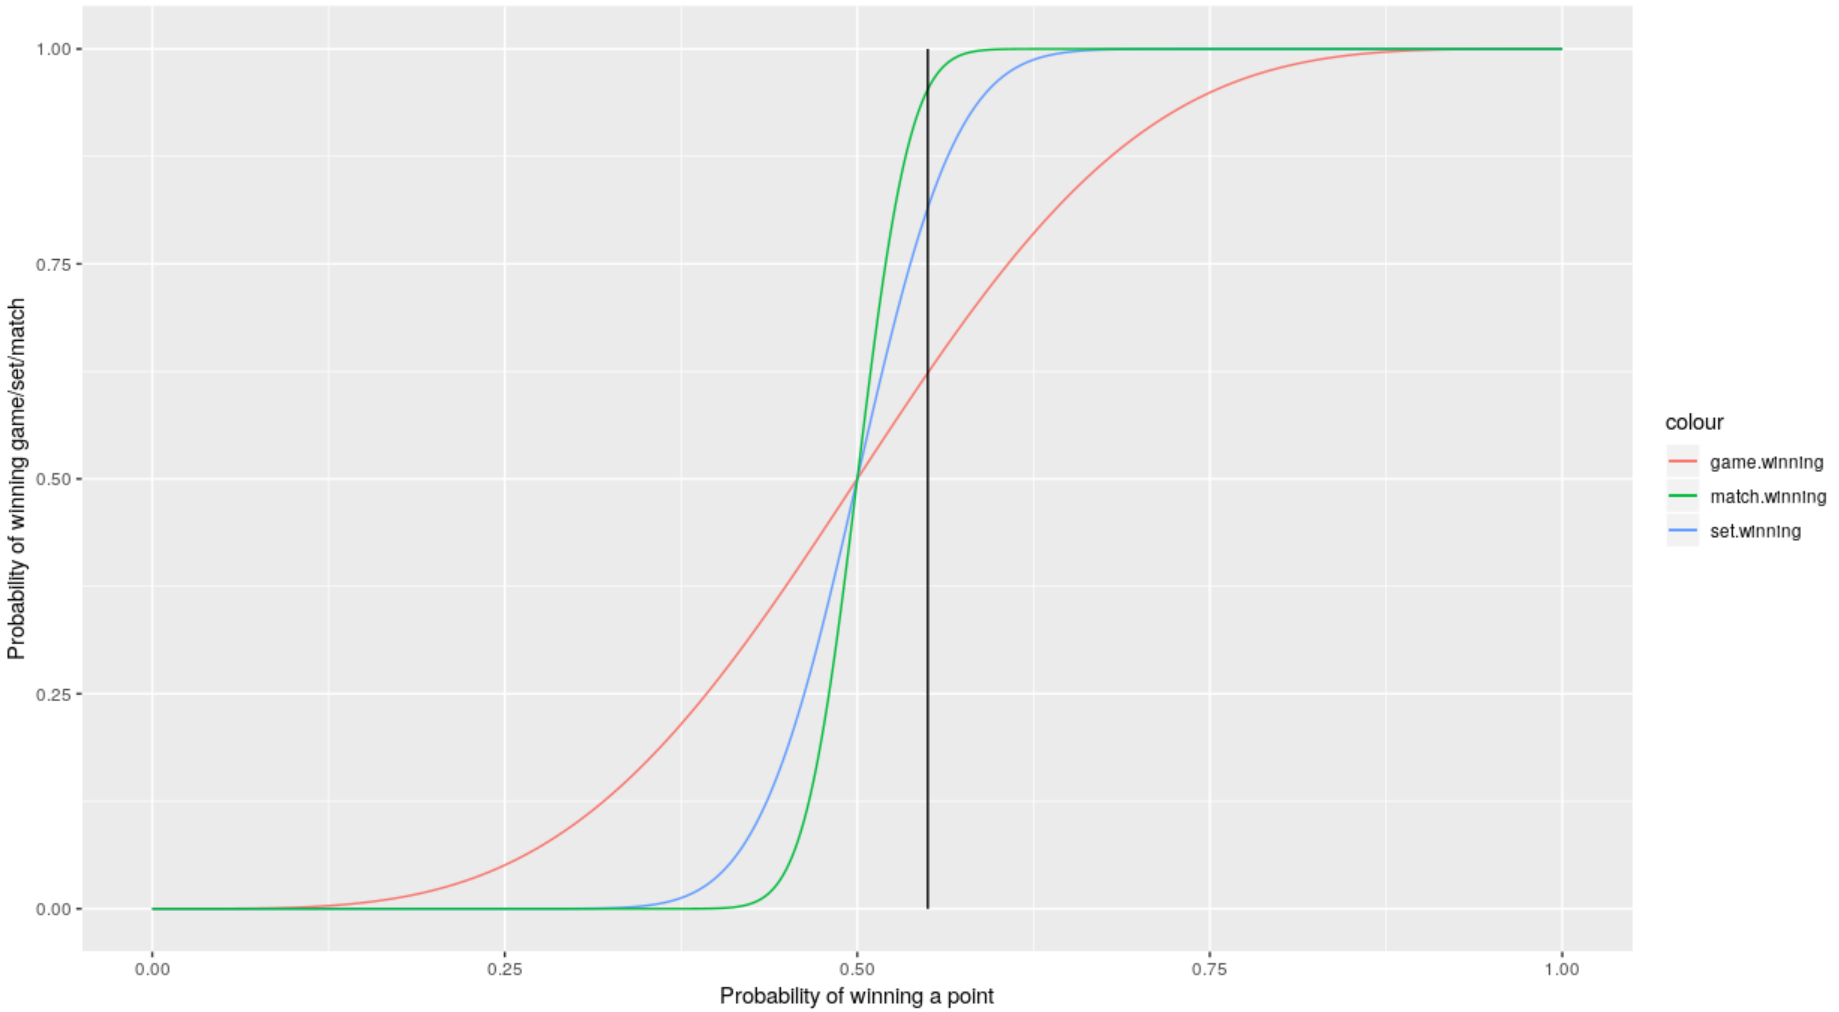 1.00
0.75
0.50
0.25
0.00
Probability of winning game/set/match
0.00 0.25 0.50 0.75 1.00
Probability of winning a point
colour
game.winning
match.winning
set.winning